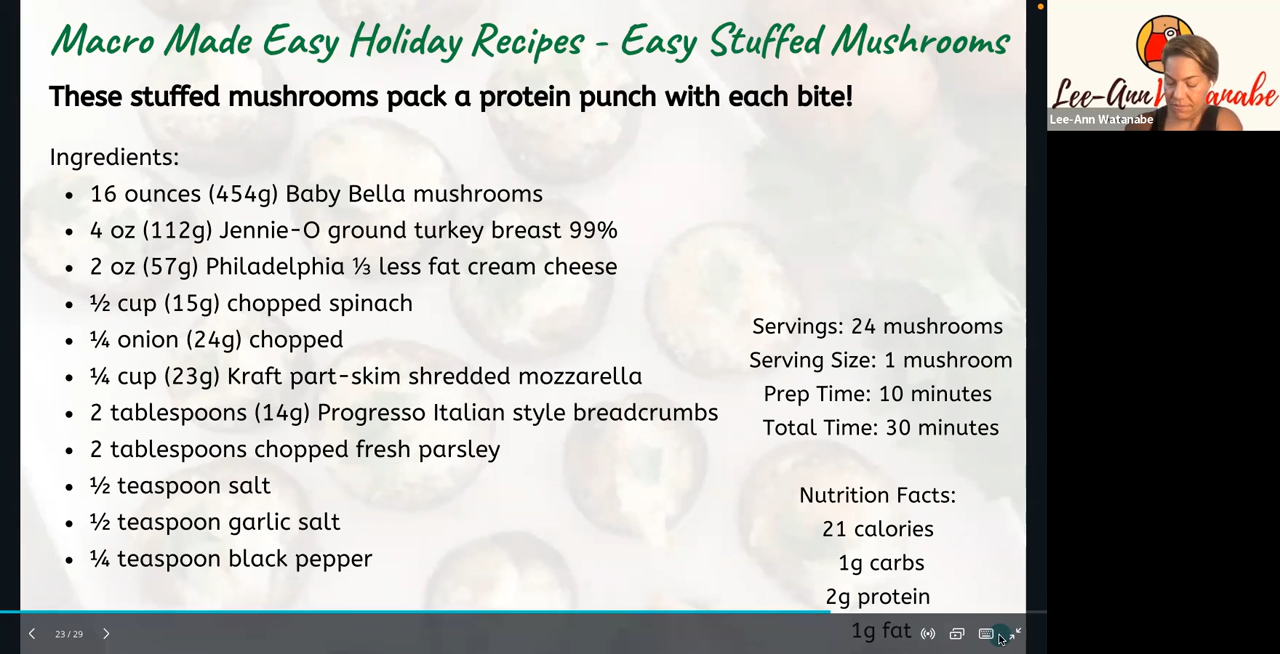 Macro Made Easy Holiday Recipes - Easy Stuffed Mushrooms
These stuffed mushrooms pack a protein punch with each bite!
Ingredients:
• 16 ounces (454g) Baby Bella mushrooms
• 4 oz (112g) Jennie-O ground turkey breast 99%
• 2 oz (57g) Philadelphia ⅓ less fat cream cheese
• ½ cup (15g) chopped spinach
• ¼ onion (24g) chopped
• ¼ cup (23g) Kraft part-skim shredded mozzarella
• 2 tablespoons (14g) Progresso Italian style breadcrumbs
• 2 tablespoons chopped fresh parsley
• ½ teaspoon salt
• ½ teaspoon garlic salt
• ¼ teaspoon black pepper
Servings: 24 mushrooms
Serving Size: 1 mushroom
Prep Time: 10 minutes
Total Time: 30 minutes
Nutrition Facts:
21 calories
1g carbs
2g protein
1g fat
23 / 29
Lee-Ann W anabe
Lee-Ann Watanabe